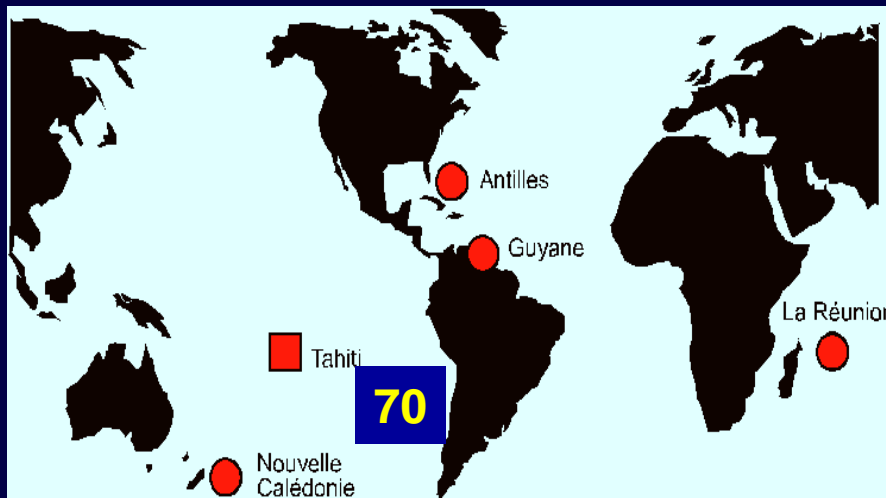 Antilles
Guyane
La Réunion
Tahiti
70
Nouvelle
Calédonie